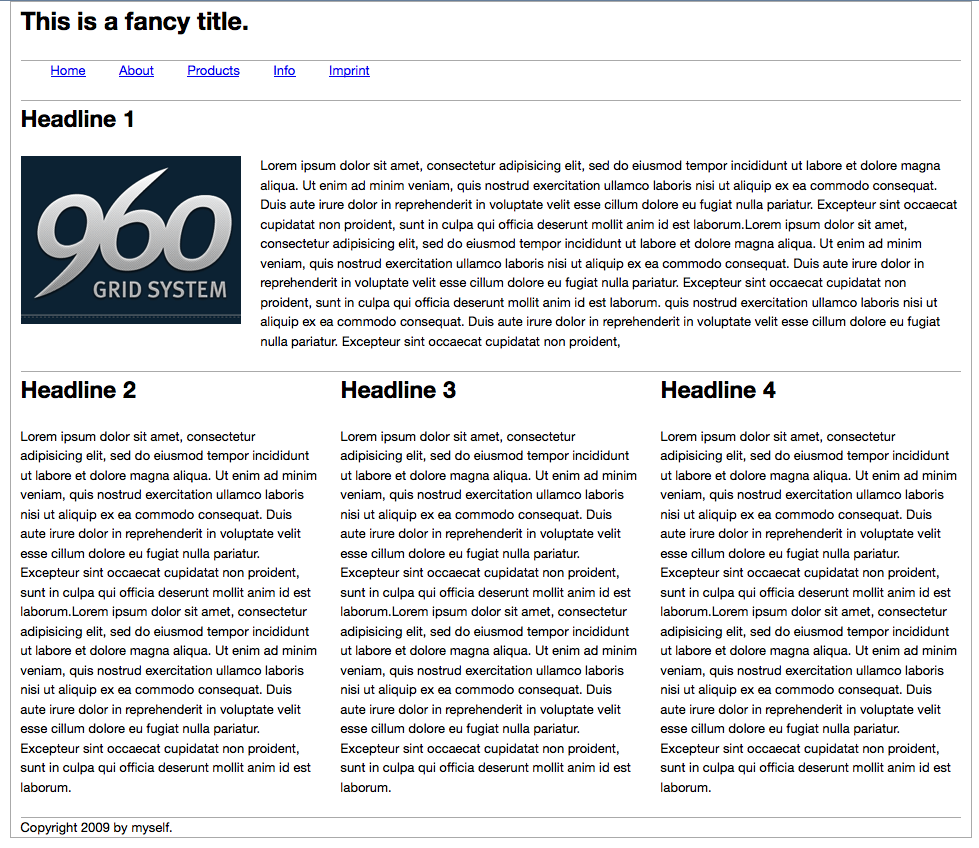 This is a fancy title.
Home About Products Info Imprint
Headline 1
960
GRID SYSTEM
Lorem ipsum dolor sit amet, consectetur adipisicing elit, sed do eiusmod tempor incididunt ut labore et dolore magna
aliqua. Ut enim ad minim veniam, quis nostrud exercitation ullamco laboris nisi ut aliquip ex ea commodo consequat.
Duis aute irure dolor in reprehenderit in voluptate velit esse cillum dolore eu fugiat nulla pariatur. Excepteur sint occaecat
cupidatat non proident, sunt in culpa qui officia deserunt mollit anim id est laborum.Lorem ipsum dolor sit amet,
consectetur adipisicing elit, sed do eiusmod tempor incididunt ut labore et dolore magna aliqua. Ut enim ad minim
veniam, quis nostrud exercitation ullamco laboris nisi ut aliquip ex ea commodo consequat. Duis aute irure dolor in
reprehenderit in voluptate velit esse cillum dolore eu fugiat nulla pariatur. Excepteur sint occaecat cupidatat non
proident, sunt in culpa qui officia deserunt mollit anim id est laborum. quis nostrud exercitation ullamco laboris nisi ut
aliquip ex ea commodo consequat. Duis aute irure dolor in reprehenderit in voluptate velit esse cillum dolore eu fugiat
nulla pariatur. Excepteur sint occaecat cupidatat non proident,
Headline 2
Lorem ipsum dolor sit amet, consectetur
adipisicing elit, sed do eiusmod tempor incididunt
ut labore et dolore magna aliqua. Ut enim ad minim
veniam, quis nostrud exercitation ullamco laboris
nisi ut aliquip ex ea commodo consequat. Duis
aute irure dolor in reprehenderit in voluptate velit
esse cillum dolore eu fugiat nulla pariatur.
Excepteur sint occaecat cupidatat non proident,
sunt in culpa qui officia deserunt mollit anim id est
laborum.Lorem ipsum dolor sit amet, consectetur
adipisicing elit, sed do eiusmod tempor incididunt
ut labore et dolore magna aliqua. Ut enim ad minim
veniam, quis nostrud exercitation ullamco laboris
nisi ut aliquip ex ea commodo consequat. Duis
aute irure dolor in reprehenderit in voluptate velit
esse cillum dolore eu fugiat nulla pariatur.
Excepteur sint occaecat cupidatat non proident,
sunt in culpa qui officia deserunt mollit anim id est
laborum.
Headline 3
Lorem ipsum dolor sit amet, consectetur
adipisicing elit, sed do eiusmod tempor incididunt
ut labore et dolore magna aliqua. Ut enim ad minim
veniam, quis nostrud exercitation ullamco laboris
nisi ut aliquip ex ea commodo consequat. Duis
aute irure dolor in reprehenderit in voluptate velit
esse cillum dolore eu fugiat nulla pariatur.
Excepteur sint occaecat cupidatat non proident,
sunt in culpa qui officia deserunt mollit anim id est
laborum.Lorem ipsum dolor sit amet, consectetur
adipisicing elit, sed do eiusmod tempor incididunt
ut labore et dolore magna aliqua. Ut enim ad minim
veniam, quis nostrud exercitation ullamco laboris
nisi ut aliquip ex ea commodo consequat. Duis
aute irure dolor in reprehenderit in voluptate velit
esse cillum dolore eu fugiat nulla pariatur.
Excepteur sint occaecat cupidatat non proident,
sunt in culpa qui officia deserunt mollit anim id est
laborum.
Headline 4
Lorem ipsum dolor sit amet, consectetur
adipisicing elit, sed do eiusmod tempor incididunt
ut labore et dolore magna aliqua. Ut enim ad minim
veniam, quis nostrud exercitation ullamco laboris
nisi ut aliquip ex ea commodo consequat. Duis
aute irure dolor in reprehenderit in voluptate velit
esse cillum dolore eu fugiat nulla pariatur.
Excepteur sint occaecat cupidatat non proident,
sunt in culpa qui officia deserunt mollit anim id est
laborum.Lorem ipsum dolor sit amet, consectetur
adipisicing elit, sed do eiusmod tempor incididunt
ut labore et dolore magna aliqua. Ut enim ad minim
veniam, quis nostrud exercitation ullamco laboris
nisi ut aliquip ex ea commodo consequat. Duis
aute irure dolor in reprehenderit in voluptate velit
esse cillum dolore eu fugiat nulla pariatur.
Excepteur sint occaecat cupidatat non proident,
sunt in culpa qui officia deserunt mollit anim id est
laborum.
Copyright 2009 by myself.